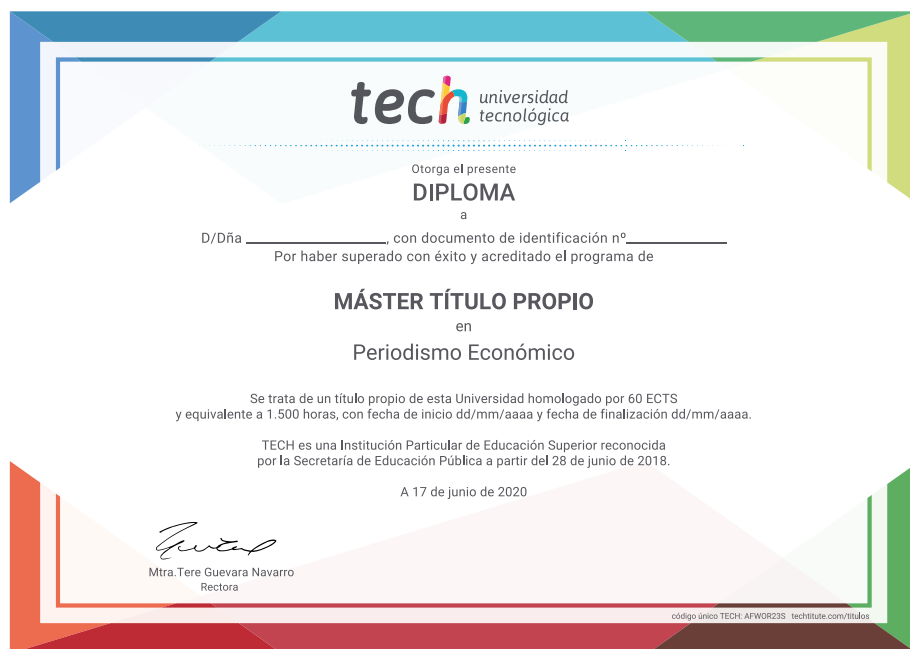 tech universidad
tecnológica
Otorga el presente
DIPLOMA
a
D/Dña ____________________, con documento de identificación nº______________
Por haber superado con éxito y acreditado el programa de
MÁSTER TÍTULO PROPIO
en
Periodismo Económico
Se trata de un título propio de esta Universidad homologado por 60 ECTS
y equivalente a 1.500 horas, con fecha de inicio dd/mm/aaaa y fecha de finalización dd/mm/aaaa.
TECH es una Institución Particular de Educación Superior reconocida
por la Secretaría de Educación Pública a partir del 28 de junio de 2018.
A 17 de junio de 2020
Mtra.Tere Guevara Navarro
Rectora
código único TECH: AFWOR23S techtitute.com/titulos